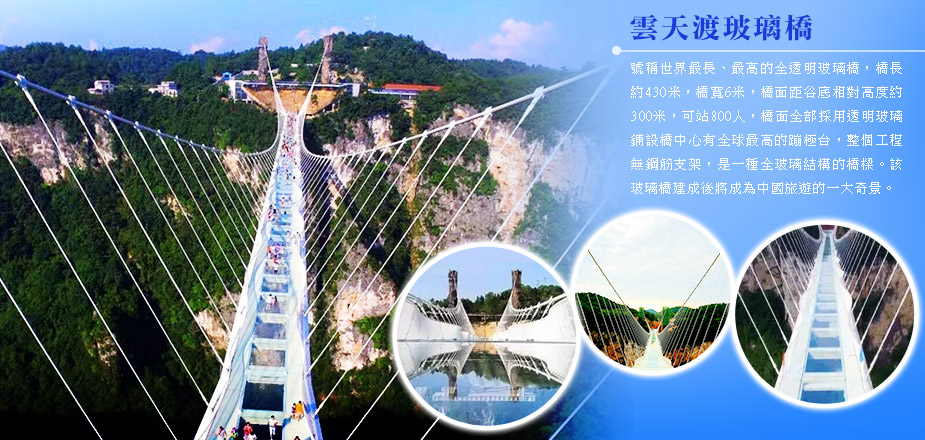 雲天渡玻璃橋
號稱世界最長、最高的全透明玻璃橋，橋長
約430米，橋寬6米，橋面距谷底相對高度約
300米，可站800人，橋面全部採用透明玻璃
鋪設橋中心有全球最高的蹦極台，整個工程
無鋼筋支架，是一種全玻璃結構的橋樑。該
玻璃橋建成後將成為中國旅遊的一大奇景。